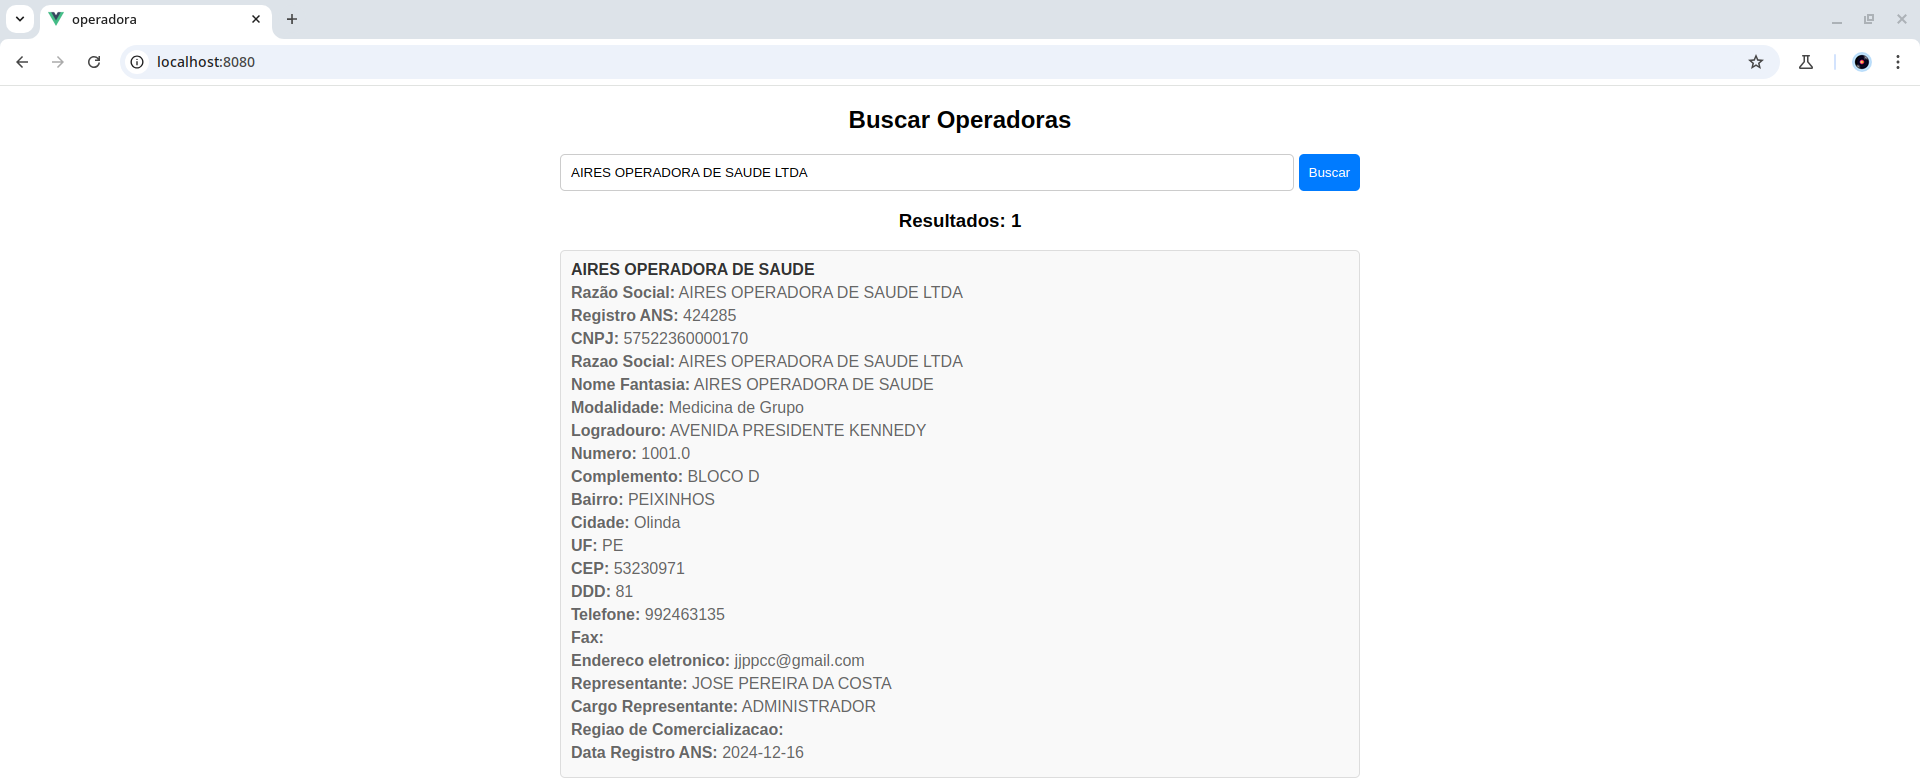 operadora
localhost:8080
Buscar Operadoras
AIRES OPERADORA DE SAUDE LTDA
Buscar
Resultados: 1
AIRES OPERADORA DE SAUDE
Razão Social: AIRES OPERADORA DE SAUDE LTDA
Registro ANS: 424285
CNPJ: 57522360000170
Razao Social: AIRES OPERADORA DE SAUDE LTDA
Nome Fantasia: AIRES OPERADORA DE SAUDE
Modalidade: Medicina de Grupo
Logradouro: AVENIDA PRESIDENTE KENNEDY
Numero: 1001.0
Complemento: BLOCO D
Bairro: PEIXINHOS
Cidade: Olinda
UF: PE
CEP: 53230971
DDD: 81
Telefone: 992463135
Fax:
Endereco eletronico: jjppcc@gmail.com
Representante: JOSE PEREIRA DA COSTA
Cargo Representante: ADMINISTRADOR
Regiao de Comercializacao:
Data Registro ANS: 2024-12-16